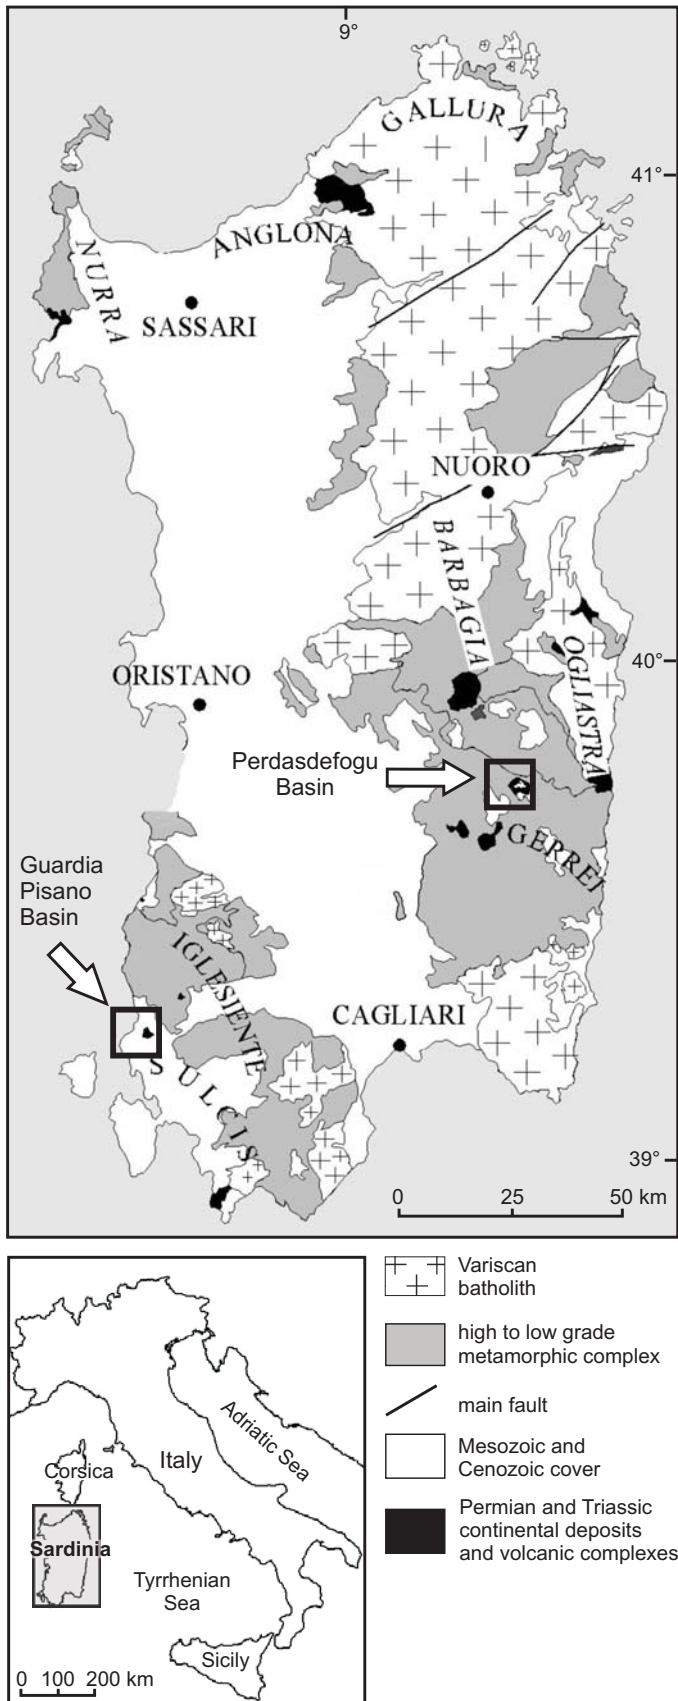 9°
GALLURA
41°
ANGLONA
NURRA
SASSARI
NUORO
BARBAGIA
ORISTANO
40°
OGLIASTRA
Perdasdefogu
Basin
GERREI
Guardia
Pisano
Basin
IGLESIENTE
CAGLIARI
SULCIS
39°
0 25 50 km
Variscan
batholith
high to low grade
metamorphic complex
main fault
Mesozoic and
Cenozoic cover
Permian and Triassic
continental deposits
and volcanic complexes
Adriatic Sea
Italy
Corsica
Sardinia
Tyrrhenian
Sea
Sicily
0 100 200 km